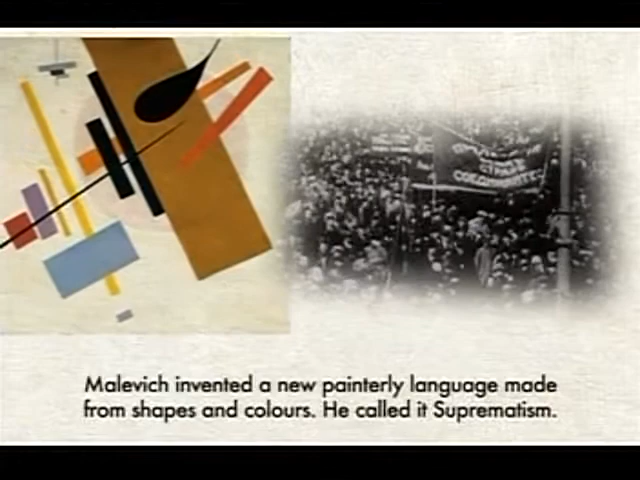 Malevich invented a new painterly language made
from shapes and colours. He called it Suprematism.